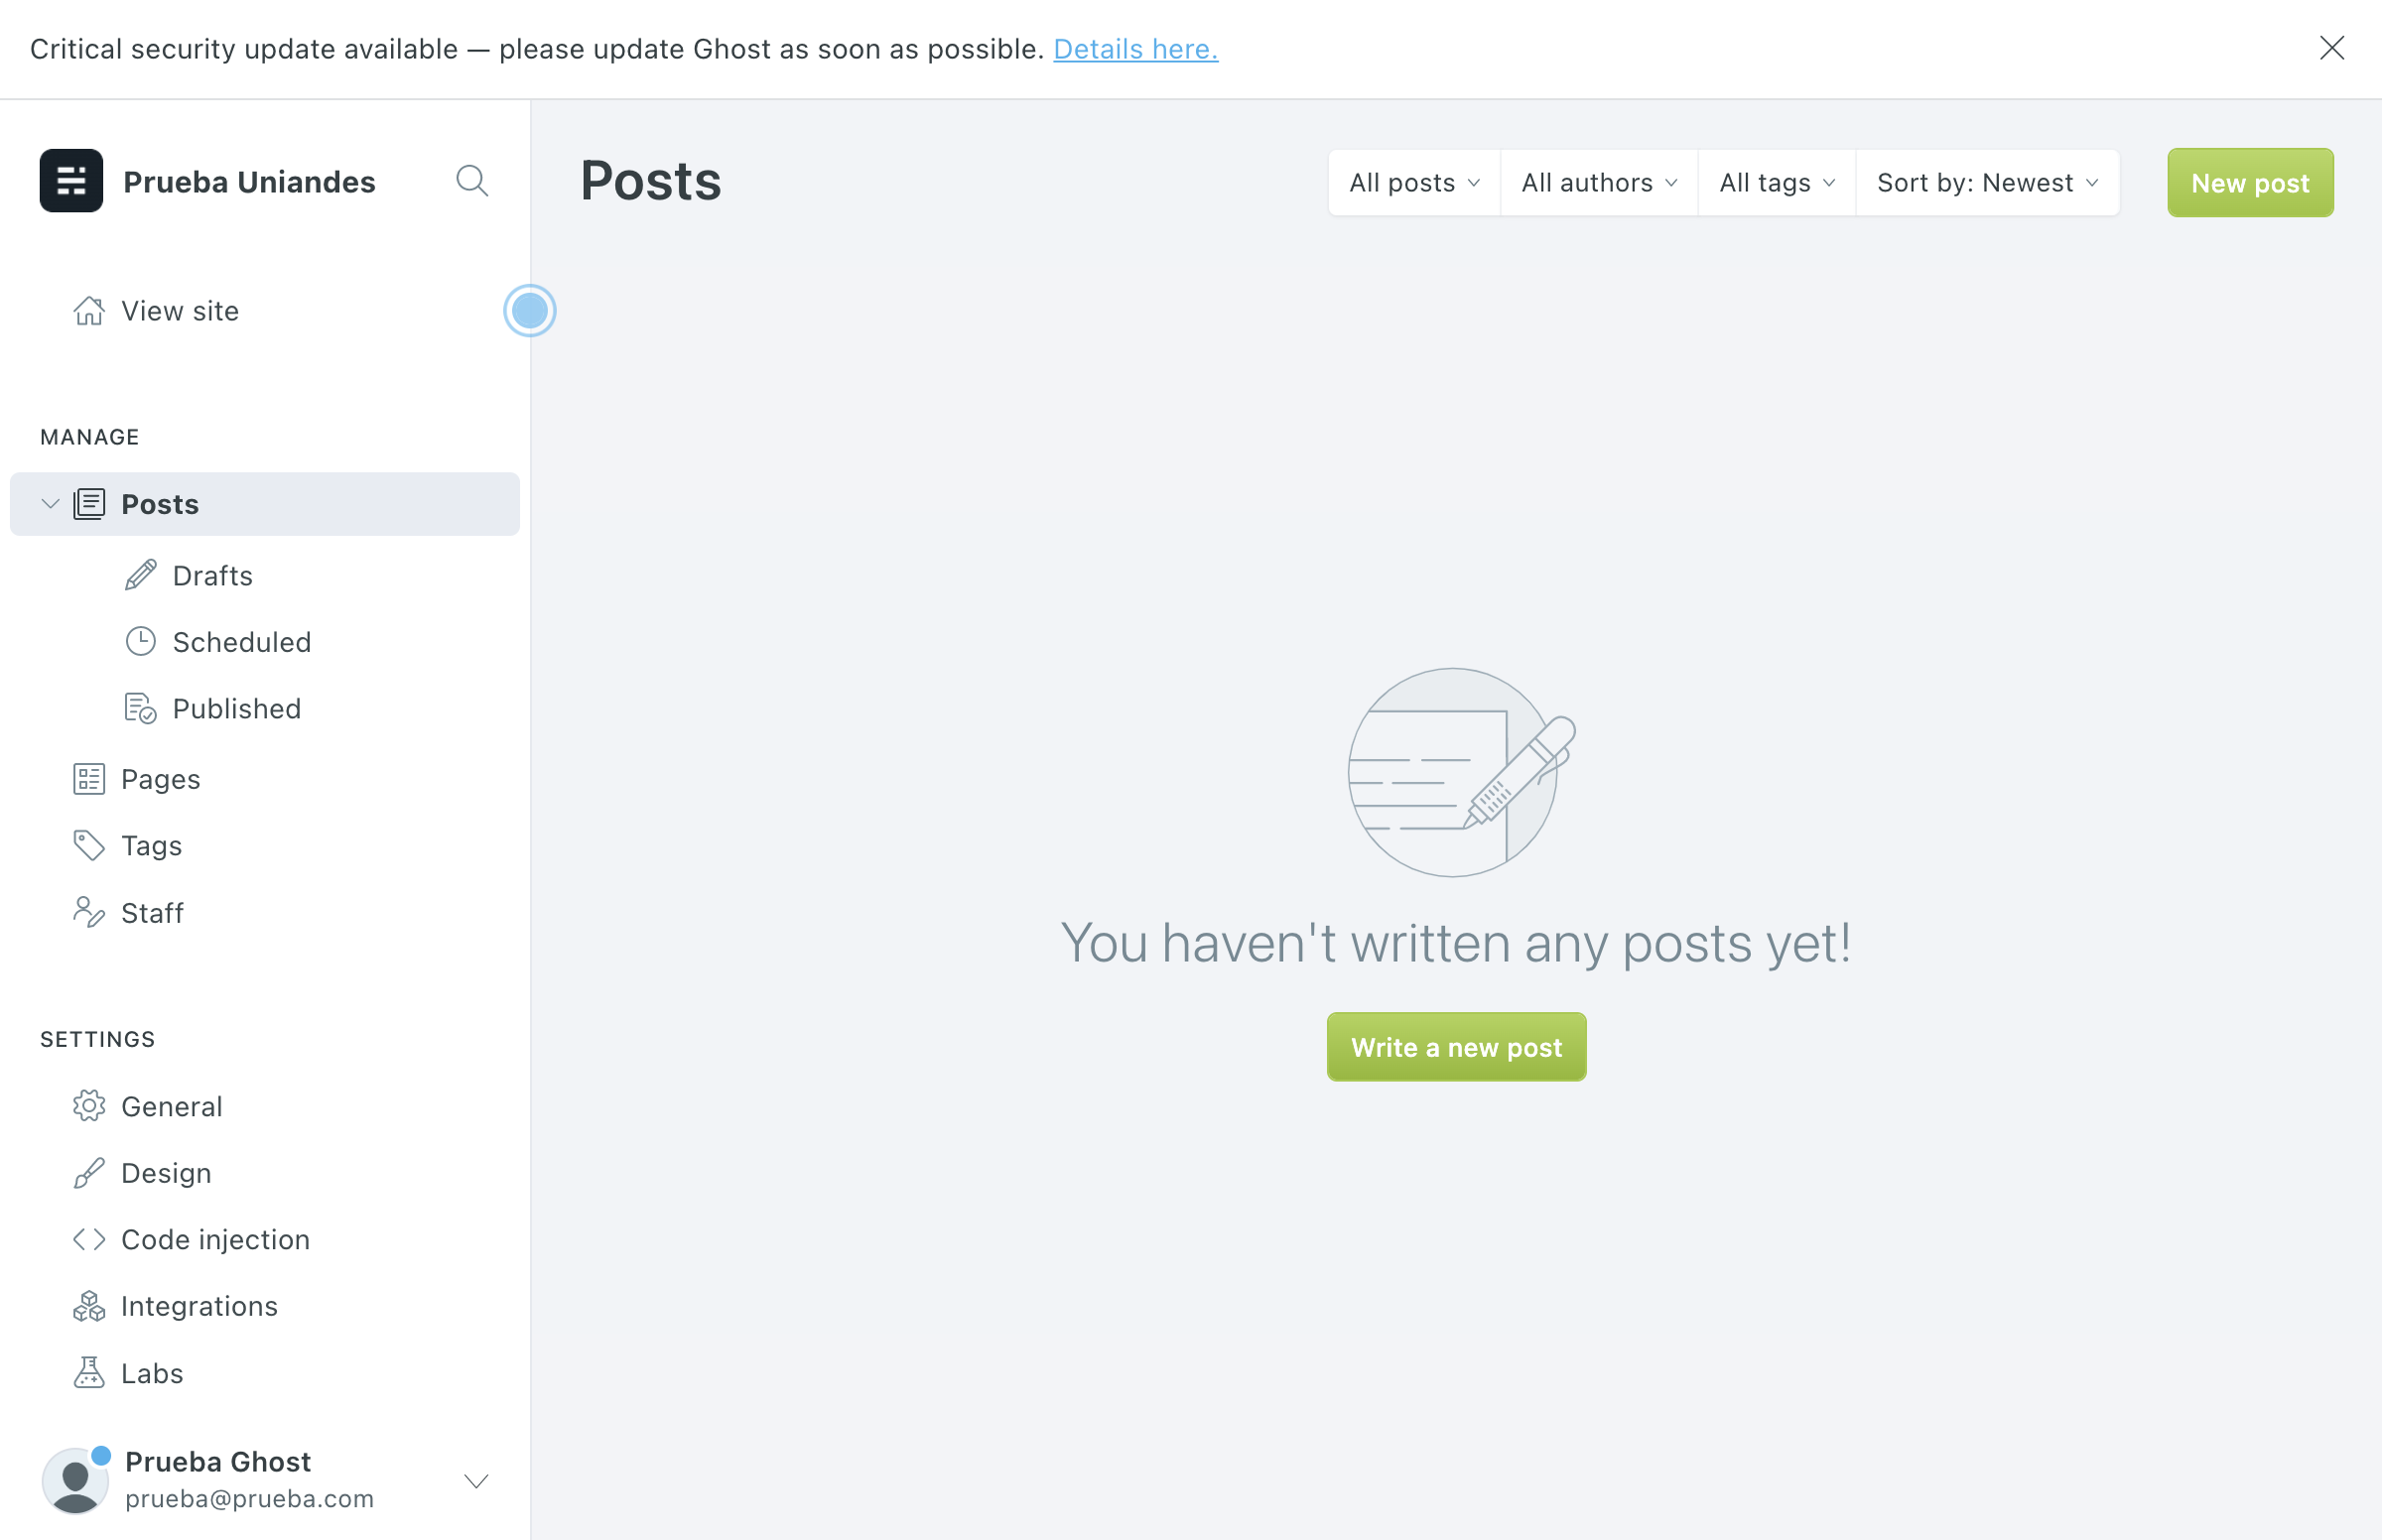 Critical security update available — please update Ghost as soon as possible. Details here.
Prueba Uniandes
View site
MANAGE
Posts
Drafts
Scheduled
Published
Pages
Tags
Staff
SETTINGS
General
Design
Code injection
Integrations
Labs
Prueba Ghost
prueba@prueba.com
Posts
All posts
All authors
All tags
Sort by: Newest
New post
You haven't written any posts yet!
Write a new post